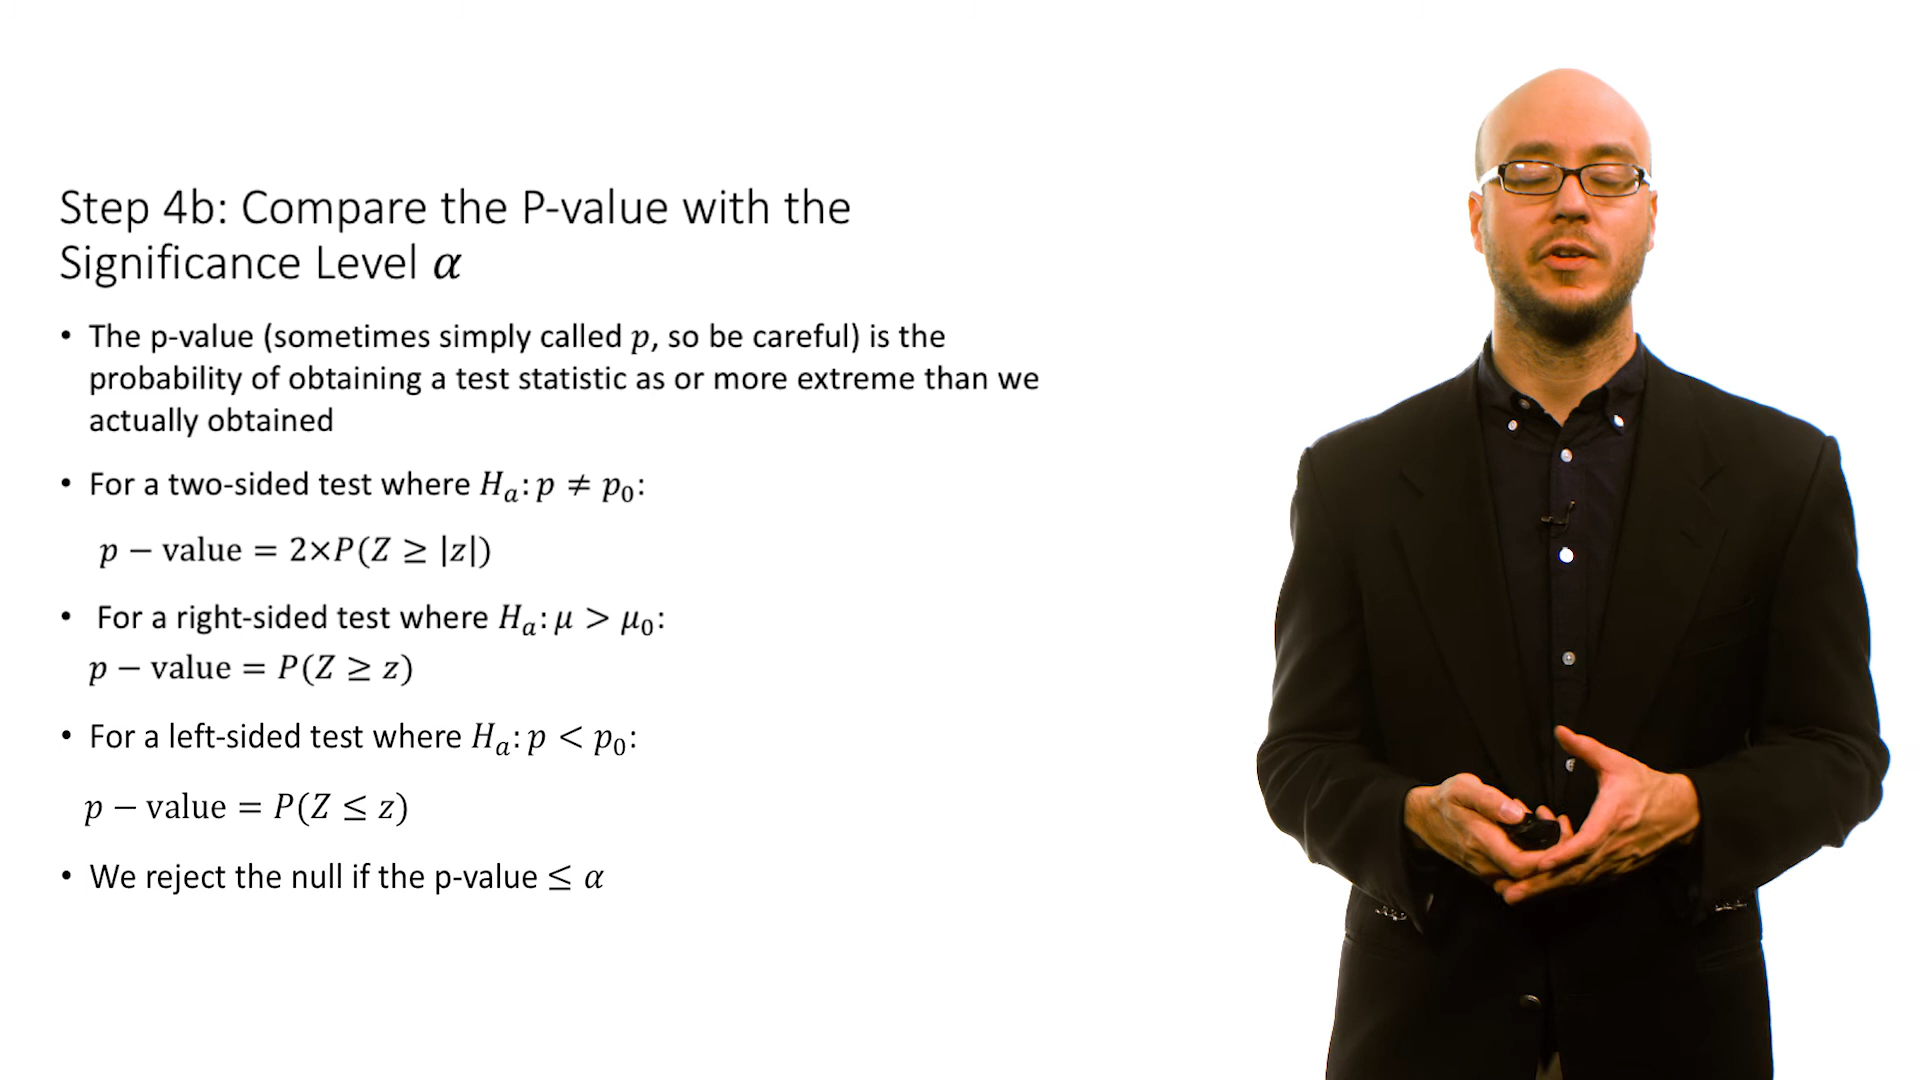 Step 4b: Compare the P-value with the
Significance Level α
• The p-value (sometimes simply called p, so be careful) is the
probability of obtaining a test statistic as or more extreme than we
actually obtained
• For a two-sided test where Hₐ: p ≠ p₀:
p − value = 2×P(Z ≥ |z|)
• For a right-sided test where Hₐ: μ > μ₀:
p − value = P(Z ≥ z)
• For a left-sided test where Hₐ: p < p₀:
p − value = P(Z ≤ z)
• We reject the null if the p-value ≤ α